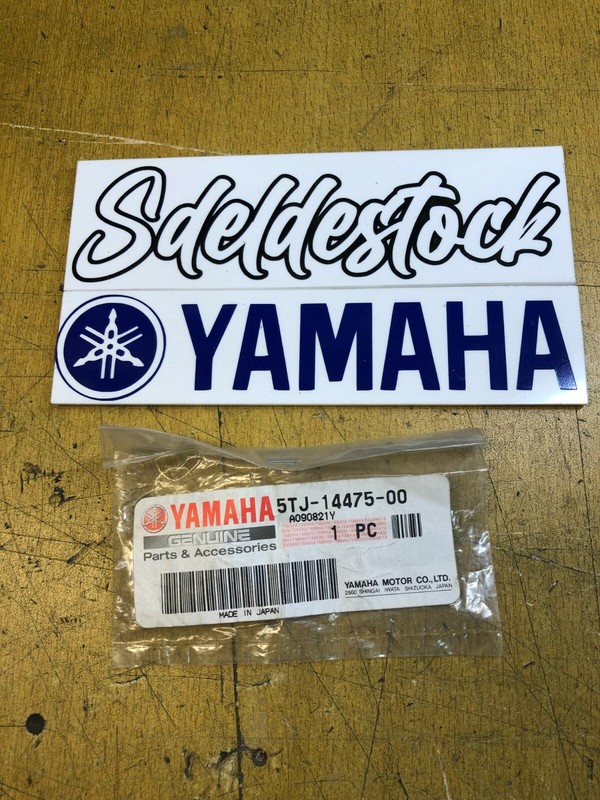 Sdeldestock
YAMAHA
YAMAHA 5TJ-14475-00
A090821Y
GENUINE 1 PC
Parts & Accessories
YAMAHA MOTOR CO., LTD.
2500 SHINGAI IWATA SHIZUOKA JAPAN
MADE IN JAPAN